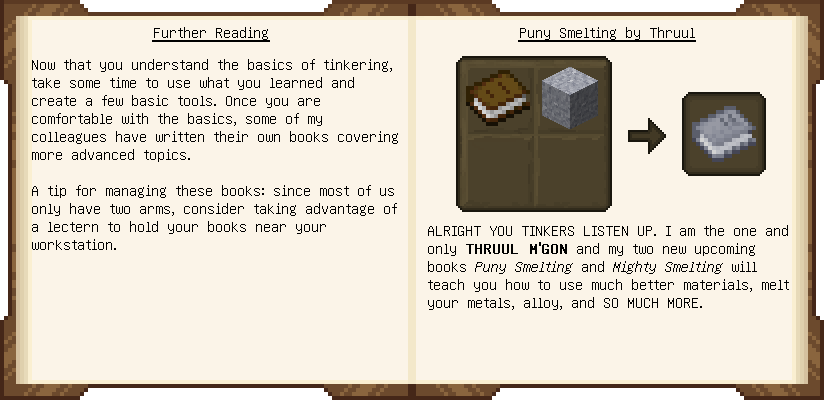 Further Reading
Now that you understand the basics of tinkering,
take some time to use what you learned and
create a few basic tools. Once you are
comfortable with the basics, some of my
colleagues have written their own books covering
more advanced topics.
A tip for managing these books: since most of us
only have two arms, consider taking advantage of
a lectern to hold your books near your
workstation.
Puny Smelting by Thruul
ALRIGHT YOU TINKERS LISTEN UP. I am the one and
only THRUUL M'GON and my two new upcoming
books Puny Smelting and Mighty Smelting will
teach you how to use much better materials, melt
your metals, alloy, and SO MUCH MORE.